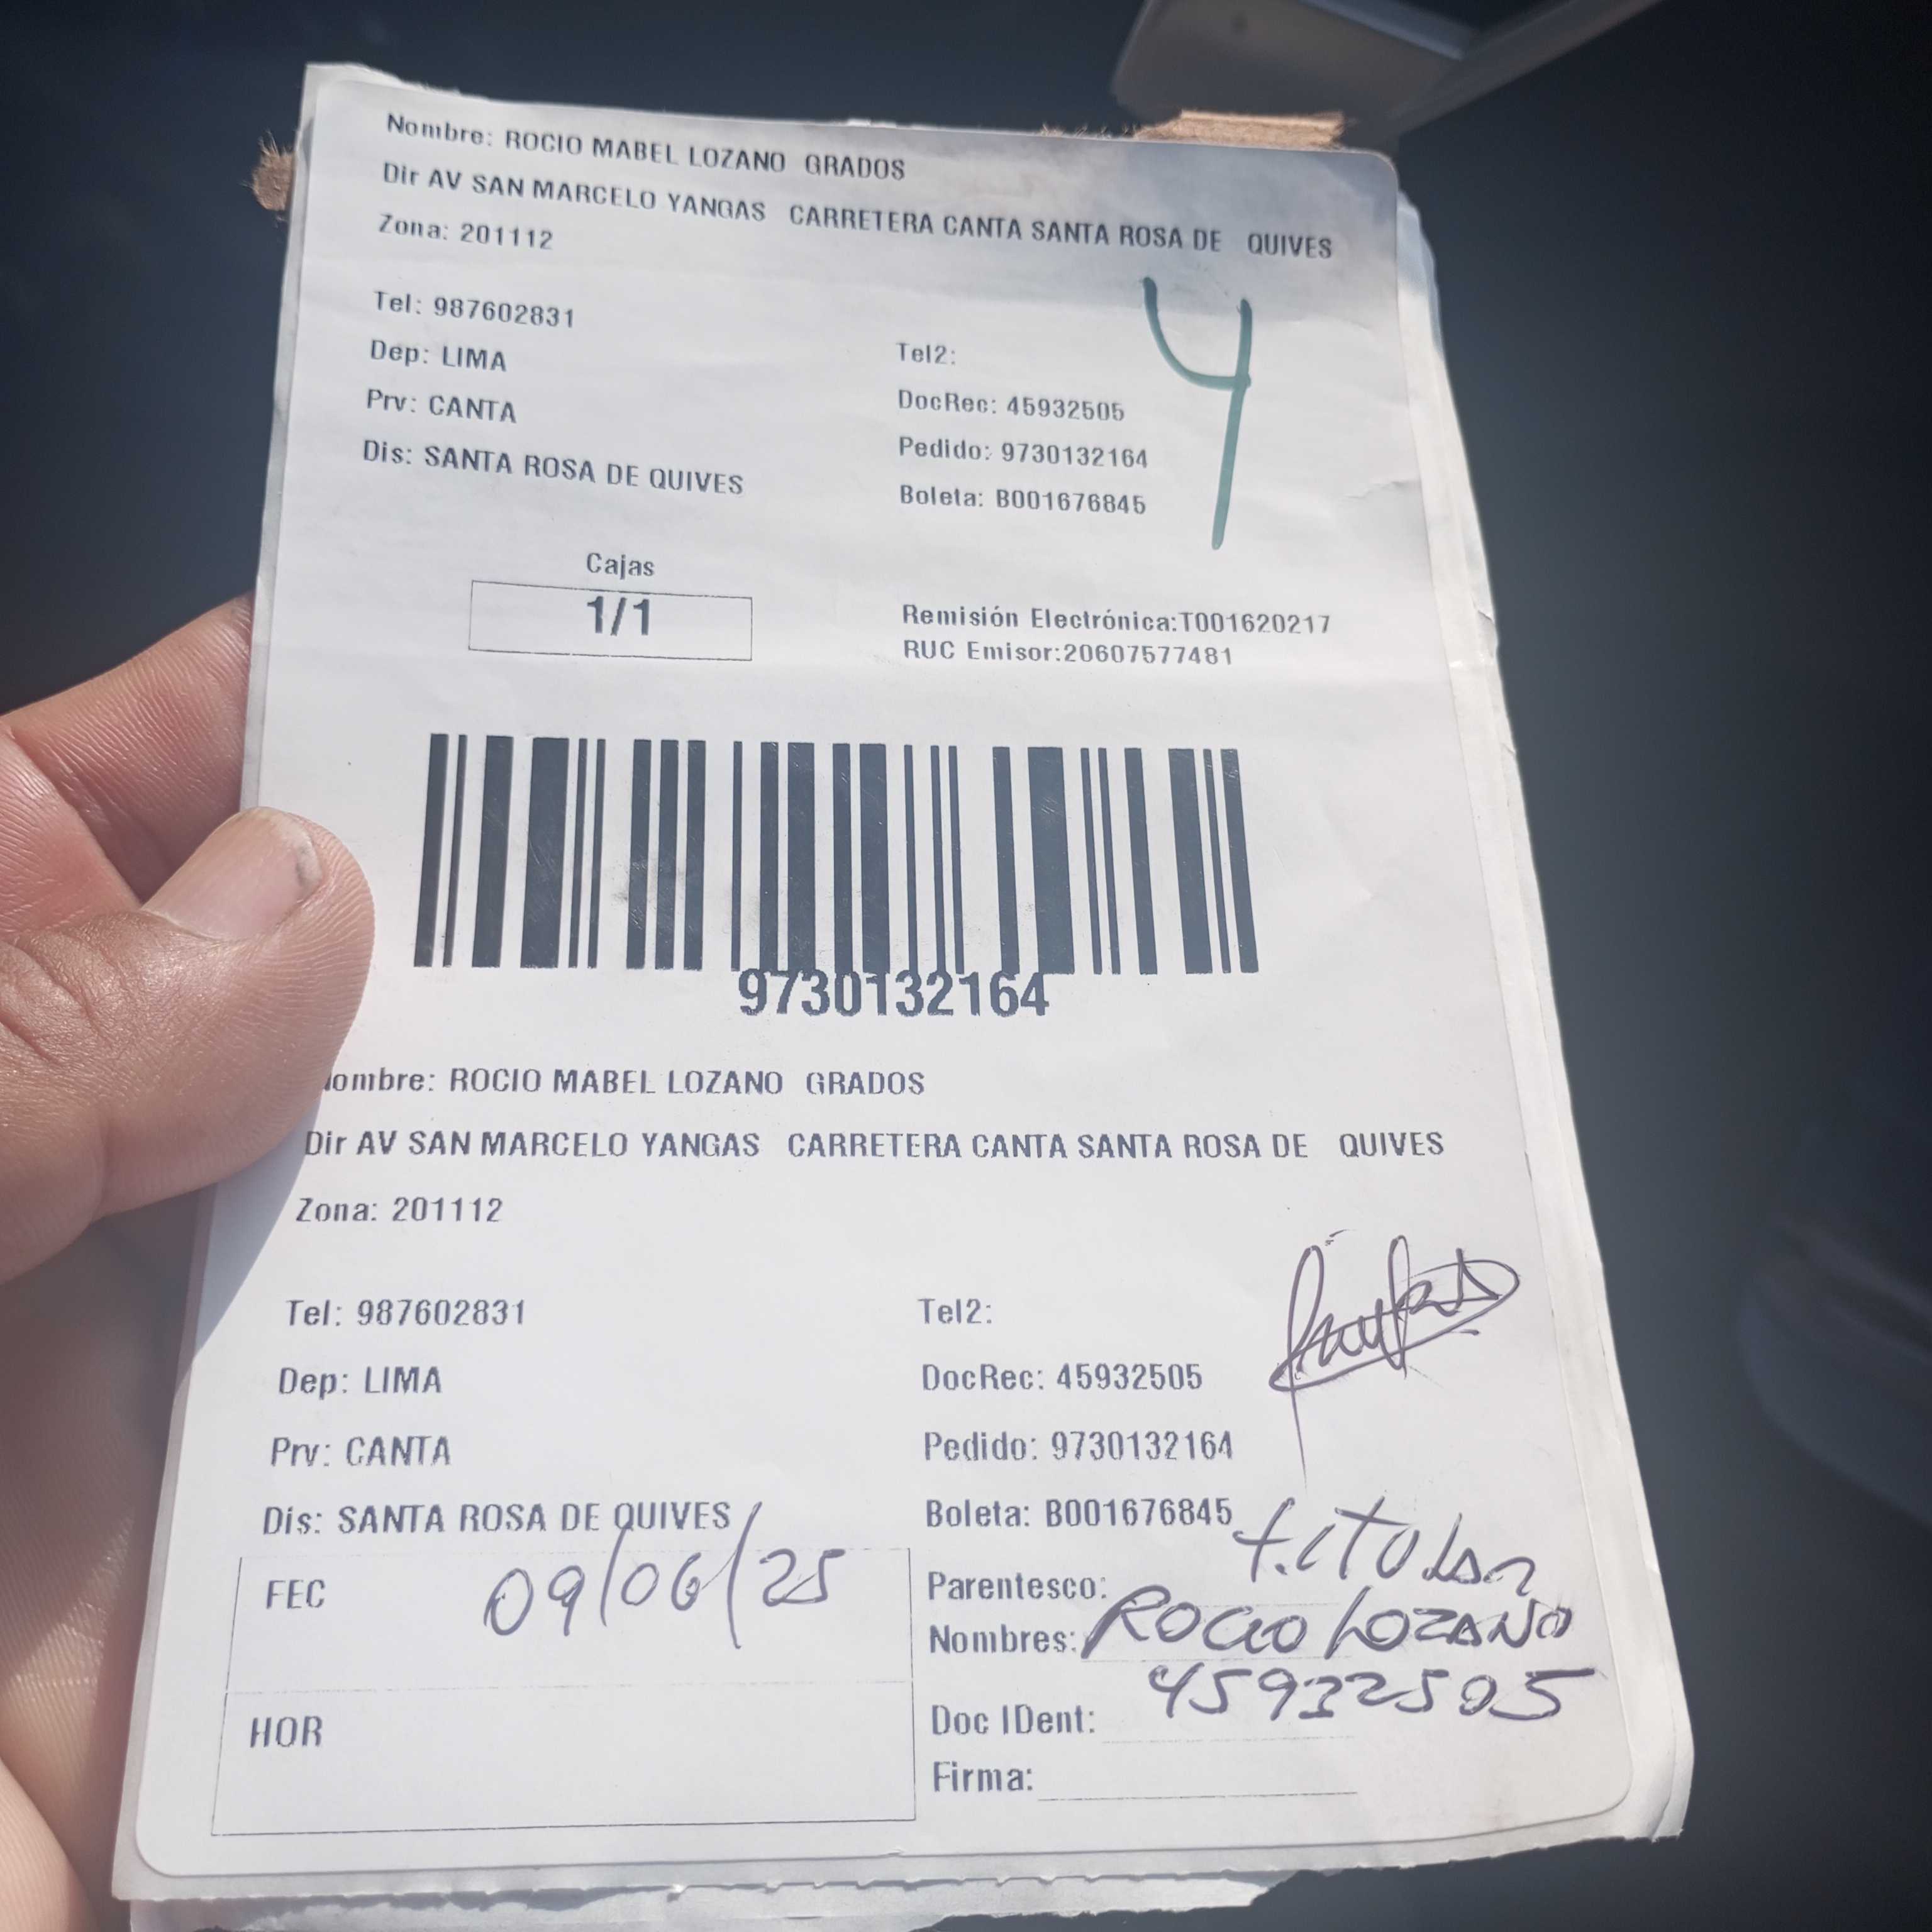 Nombre: ROCIO MABEL LOZANO GRADOS
Dir AV SAN MARCELO YANGAS CARRETERA CANTA SANTA ROSA DE QUIVES
Zona: 201112
4
Tel: 987602831
Tel2:
Dep: LIMA
DocRec: 45932505
Prv: CANTA
Pedido: 9730132164
Dis: SANTA ROSA DE QUIVES
Boleta: B001676845
Cajas
1/1
Remisión Electrónica:T001620217
RUC Emisor:20607577481
9730132164
ombre: ROCIO MABEL LOZANO GRADOS
Dir AV SAN MARCELO YANGAS CARRETERA CANTA SANTA ROSA DE QUIVES
Zona: 201112
Tel: 987602831
Tel2:
Dep: LIMA
DocRec: 45932505
Prv: CANTA
Pedido: 9730132164
Dis: SANTA ROSA DE QUIVES
Boleta: B001676845
FEC 09/06/25
Parentesco: titular
Nombres: ROCIO LOZANO
HOR
Doc IDent: 45932505
Firma: